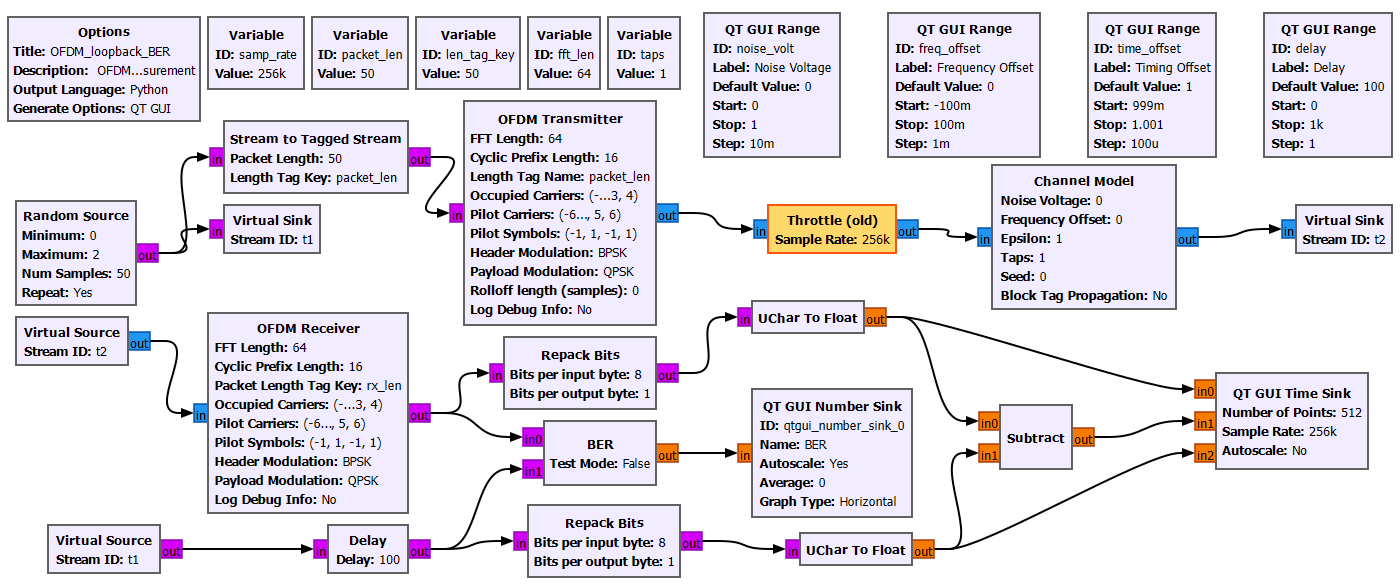 Options
Title: OFDM_loopback_BER
Description: OFDM...surement
Output Language: Python
Generate Options: QT GUI
Variable
ID: samp_rate
Value: 256k
Variable
ID: packet_len
Value: 50
Variable
ID: len_tag_key
Value: 50
Variable
ID: fft_len
Value: 64
Variable
ID: taps
Value: 1
QT GUI Range
ID: noise_volt
Label: Noise Voltage
Default Value: 0
Start: 0
Stop: 1
Step: 10m
QT GUI Range
ID: freq_offset
Label: Frequency Offset
Default Value: 0
Start: -100m
Stop: 100m
Step: 1m
QT GUI Range
ID: time_offset
Label: Timing Offset
Default Value: 1
Start: 999m
Stop: 1.001
Step: 100u
QT GUI Range
ID: delay
Label: Delay
Default Value: 100
Start: 0
Stop: 1k
Step: 1
Random Source
Minimum: 0
Maximum: 2
Num Samples: 50
Repeat: Yes
out
in
Stream to Tagged Stream
Packet Length: 50
Length Tag Key: packet_len
out
in
Virtual Sink
Stream ID: t1
in
OFDM Transmitter
FFT Length: 64
Cyclic Prefix Length: 16
Length Tag Name: packet_len
Occupied Carriers: (-...3, 4)
Pilot Carriers: (-6..., 5, 6)
Pilot Symbols: (-1, 1, -1, 1)
Header Modulation: BPSK
Payload Modulation: QPSK
Rolloff length (samples): 0
Log Debug Info: No
out
in
Throttle (old)
Sample Rate: 256k
out
in
Channel Model
Noise Voltage: 0
Frequency Offset: 0
Epsilon: 1
Taps: 1
Seed: 0
Block Tag Propagation: No
out
in
Virtual Sink
Stream ID: t2
Virtual Source
Stream ID: t2
out
in
OFDM Receiver
FFT Length: 64
Cyclic Prefix Length: 16
Packet Length Tag Key: rx_len
Occupied Carriers: (-...3, 4)
Pilot Carriers: (-6..., 5, 6)
Pilot Symbols: (-1, 1, -1, 1)
Header Modulation: BPSK
Payload Modulation: QPSK
Log Debug Info: No
out
in
Repack Bits
Bits per input byte: 8
Bits per output byte: 1
out
in
UChar To Float
out
in0
in1
BER
Test Mode: False
out
in
QT GUI Number Sink
ID: qtgui_number_sink_0
Name: BER
Autoscale: Yes
Average: 0
Graph Type: Horizontal
in0
in1
Subtract
out
in0
in1
in2
QT GUI Time Sink
Number of Points: 512
Sample Rate: 256k
Autoscale: No
Virtual Source
Stream ID: t1
out
in
Delay
Delay: 100
out
in
Repack Bits
Bits per input byte: 8
Bits per output byte: 1
out
in
UChar To Float
out